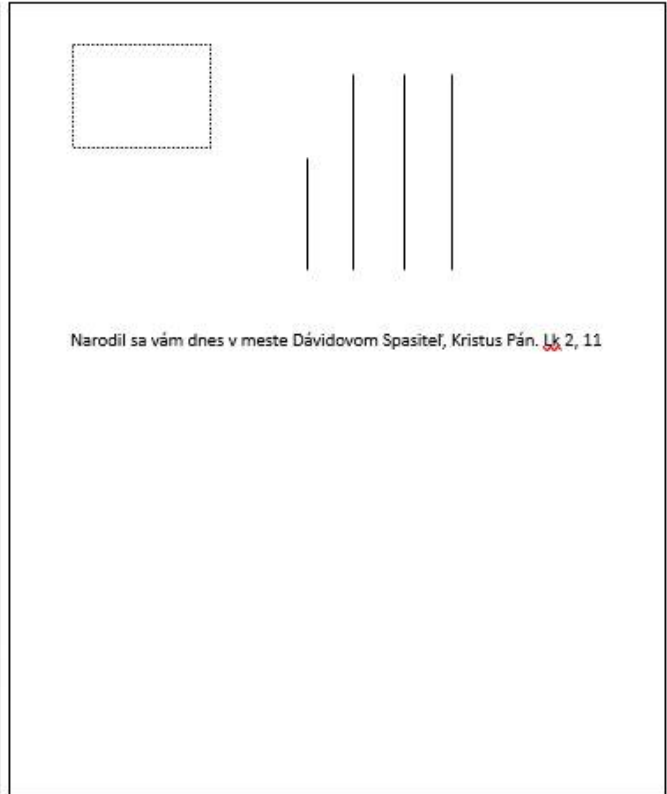 Narodil sa vám dnes v meste Dávidovom Spasiteľ, Kristus Pán. Lk 2, 11